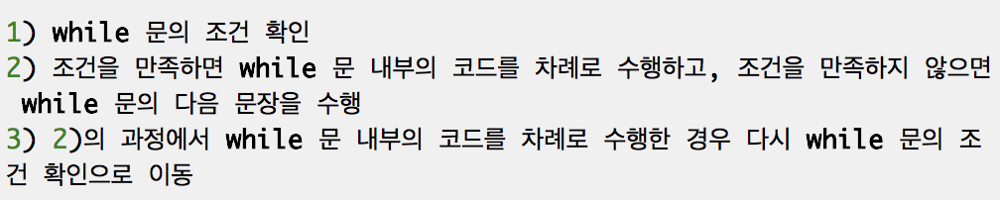 1) while 문의 조건 확인
2) 조건을 만족하면 while 문 내부의 코드를 차례로 수행하고, 조건을 만족하지 않으면
while 문의 다음 문장을 수행
3) 2)의 과정에서 while 문 내부의 코드를 차례로 수행한 경우 다시 while 문의 조
건 확인으로 이동